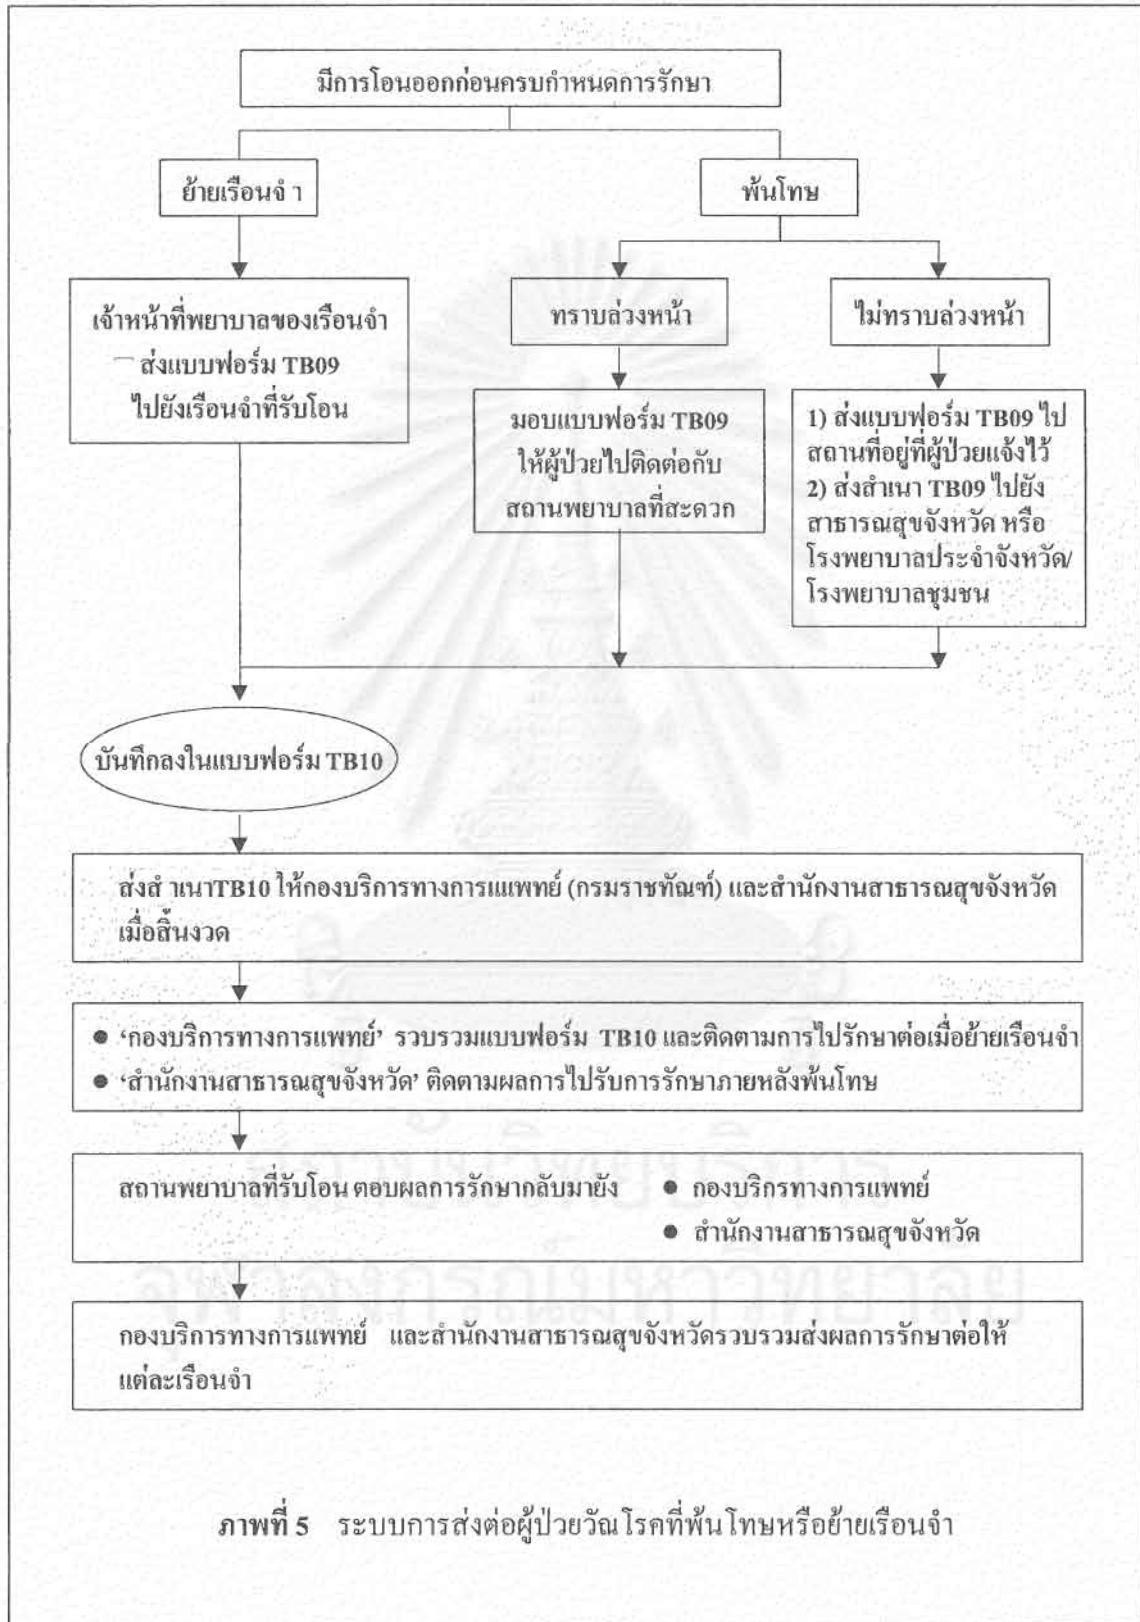 มีการโอนออกก่อนครบกำหนดการรักษา
ย้ายเรือนจำ
พ้นโทษ
เจ้าหน้าที่พยาบาลของเรือนจำ
ส่งแบบฟอร์ม TB09
ไปยังเรือนจำที่รับโอน
ทราบล่วงหน้า
ไม่ทราบล่วงหน้า
มอบแบบฟอร์ม TB09
ให้ผู้ป่วยไปติดต่อกับ
สถานพยาบาลที่สะดวก
1) ส่งแบบฟอร์ม TB09 ไป
สถานที่อยู่ที่ผู้ป่วยแจ้งไว้
2) ส่งสำเนา TB09 ไปยัง
สาธารณสุขจังหวัด หรือ
โรงพยาบาลประจำจังหวัด/
โรงพยาบาลชุมชน
บันทึกลงในแบบฟอร์ม TB10
ส่งสำเนาTB10 ให้กองบริการทางการแแพทย์ (กรมราชทัณฑ์) และสำนักงานสาธารณสุขจังหวัด
เมื่อสิ้นงวด
● ‘กองบริการทางการแพทย์’ รวบรวมแบบฟอร์ม TB10 และติดตามการไปรักษาต่อเมื่อย้ายเรือนจำ
● ‘สำนักงานสาธารณสุขจังหวัด’ ติดตามผลการไปรับการรักษาภายหลังพ้นโทษ
สถานพยาบาลที่รับโอน ตอบผลการรักษากลับมายัง ● กองบริกรทางการแพทย์
● สำนักงานสาธารณสุขจังหวัด
กองบริการทางการแพทย์ และสำนักงานสาธารณสุขจังหวัดรวบรวมส่งผลการรักษาต่อให้
แต่ละเรือนจำ
สถาบันวิทยบริการ
จุฬาลงกรณ์มหาวิทยาลัย
ภาพที่ 5 ระบบการส่งต่อผู้ป่วยวัณโรคที่พ้นโทษหรือย้ายเรือนจำ